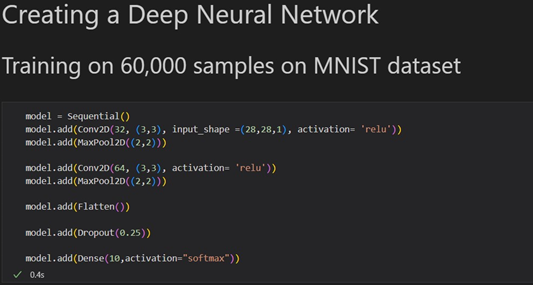 Creating a Deep Neural Network
Training on 60,000 samples on MNIST dataset
model = Sequential()
model.add(Conv2D(32, (3,3), input_shape =(28,28,1), activation= 'relu'))
model.add(MaxPool2D((2,2)))
model.add(Conv2D(64, (3,3), activation= 'relu'))
model.add(MaxPool2D((2,2)))
model.add(Flatten())
model.add(Dropout(0.25))
model.add(Dense(10,activation="softmax"))
✓ 0.4s